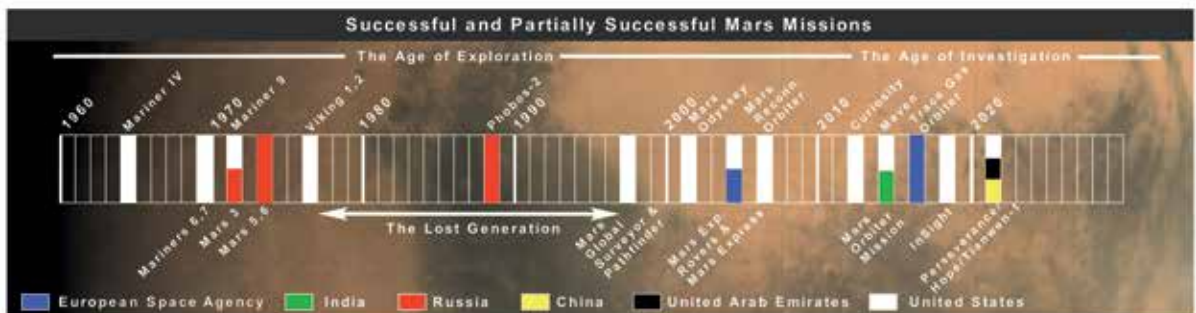 Successful and Partially Successful Mars Missions
The Age of Exploration
The Age of Investigation
1960
Mariner IV
1970
Mariner 9
Viking 1,2
1980
Phobos-2
1990
2000
Mars
Odyssey
Mars
Reconn
Orbiter
2010
Curiosity
Maven
Trace Gas
Orbiter
2020
Mariners 6,7
Mars 3
Mars 5,6
The Lost Generation
Mars
Global
Surveyor &
Pathfinder
Mars Exp
Rovers &
Mars Express
Mars
Orbiter
Mission
InSight
Perseverance
Hope/Tianwen-1
European Space Agency
India
Russia
China
United Arab Emirates
United States